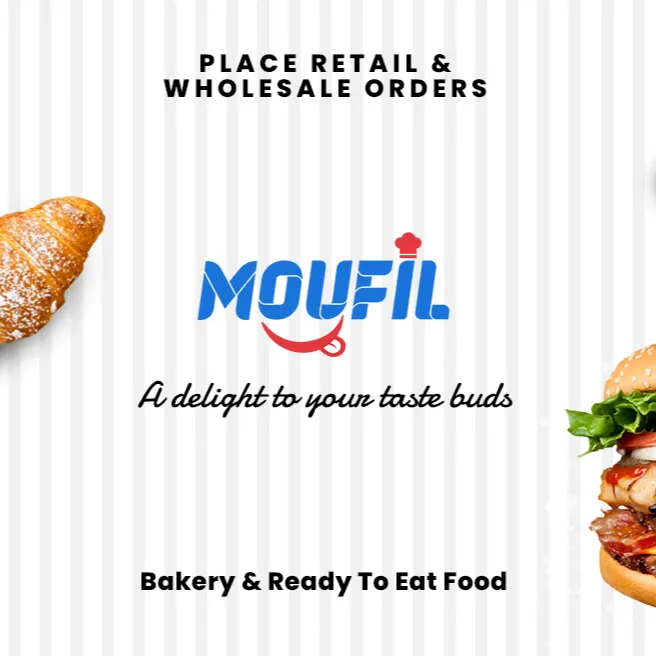 PLACE RETAIL &
WHOLESALE ORDERS
MOUFIL
A delight to your taste buds
Bakery & Ready To Eat Food